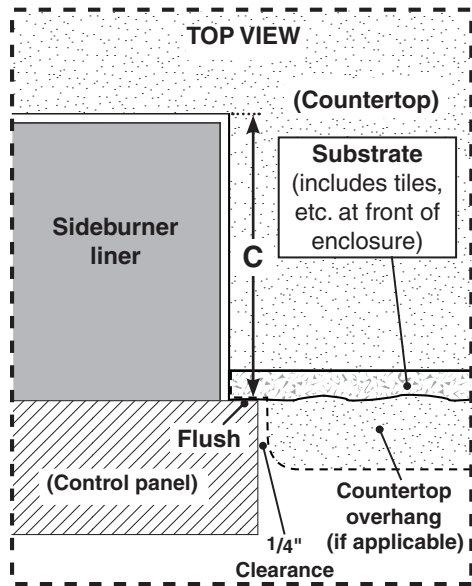 TOP VIEW
(Countertop)
Substrate
(includes tiles,
etc. at front of
enclosure)
Sideburner
liner
C
Flush
(Control panel)
1/4"
Clearance
Countertop
overhang
(if applicable)